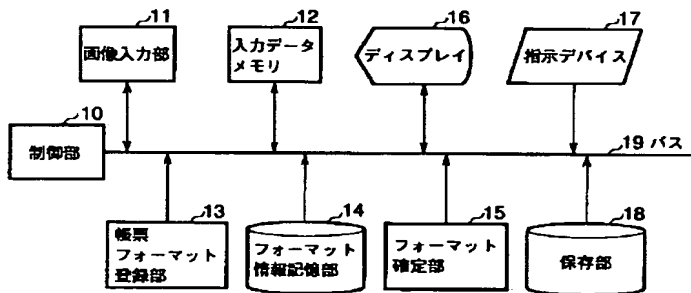 11
画像入力部
12
入力データ
メモリ
16
ディスプレイ
17
指示デバイス
10
制御部
19 バス
13
帳票
フォーマット
登録部
14
フォーマット
情報記憶部
15
フォーマット
確定部
18
保存部